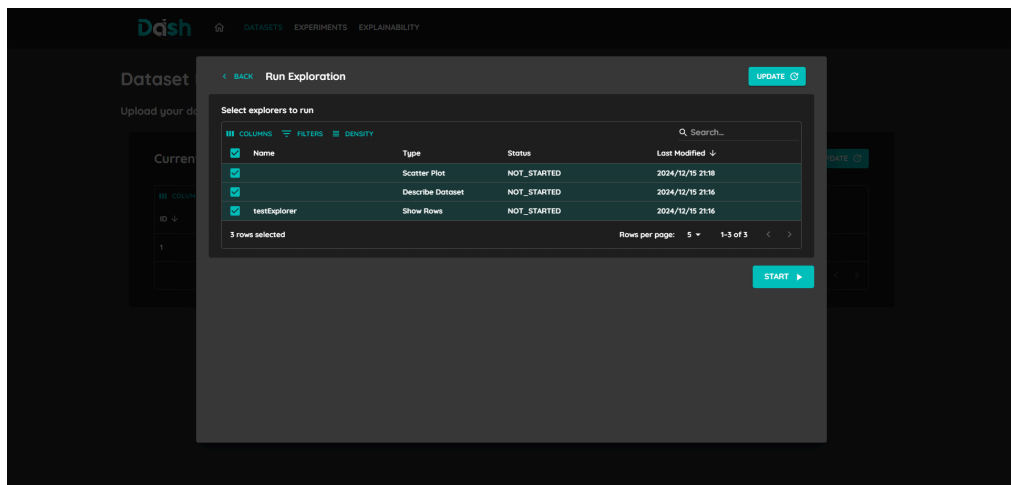 Dash DATASETS EXPERIMENTS EXPLAINABILITY
Dataset
Upload your da
Curren
UPDATE
COLUMN
ID
1
BACK Run Exploration UPDATE
Select explorers to run
COLUMNS FILTERS DENSITY Search...
Name Type Status Last Modified
Scatter Plot NOT_STARTED 2024/12/15 21:18
Describe Dataset NOT_STARTED 2024/12/15 21:16
testExplorer Show Rows NOT_STARTED 2024/12/15 21:16
3 rows selected Rows per page: 5 1-3 of 3
START